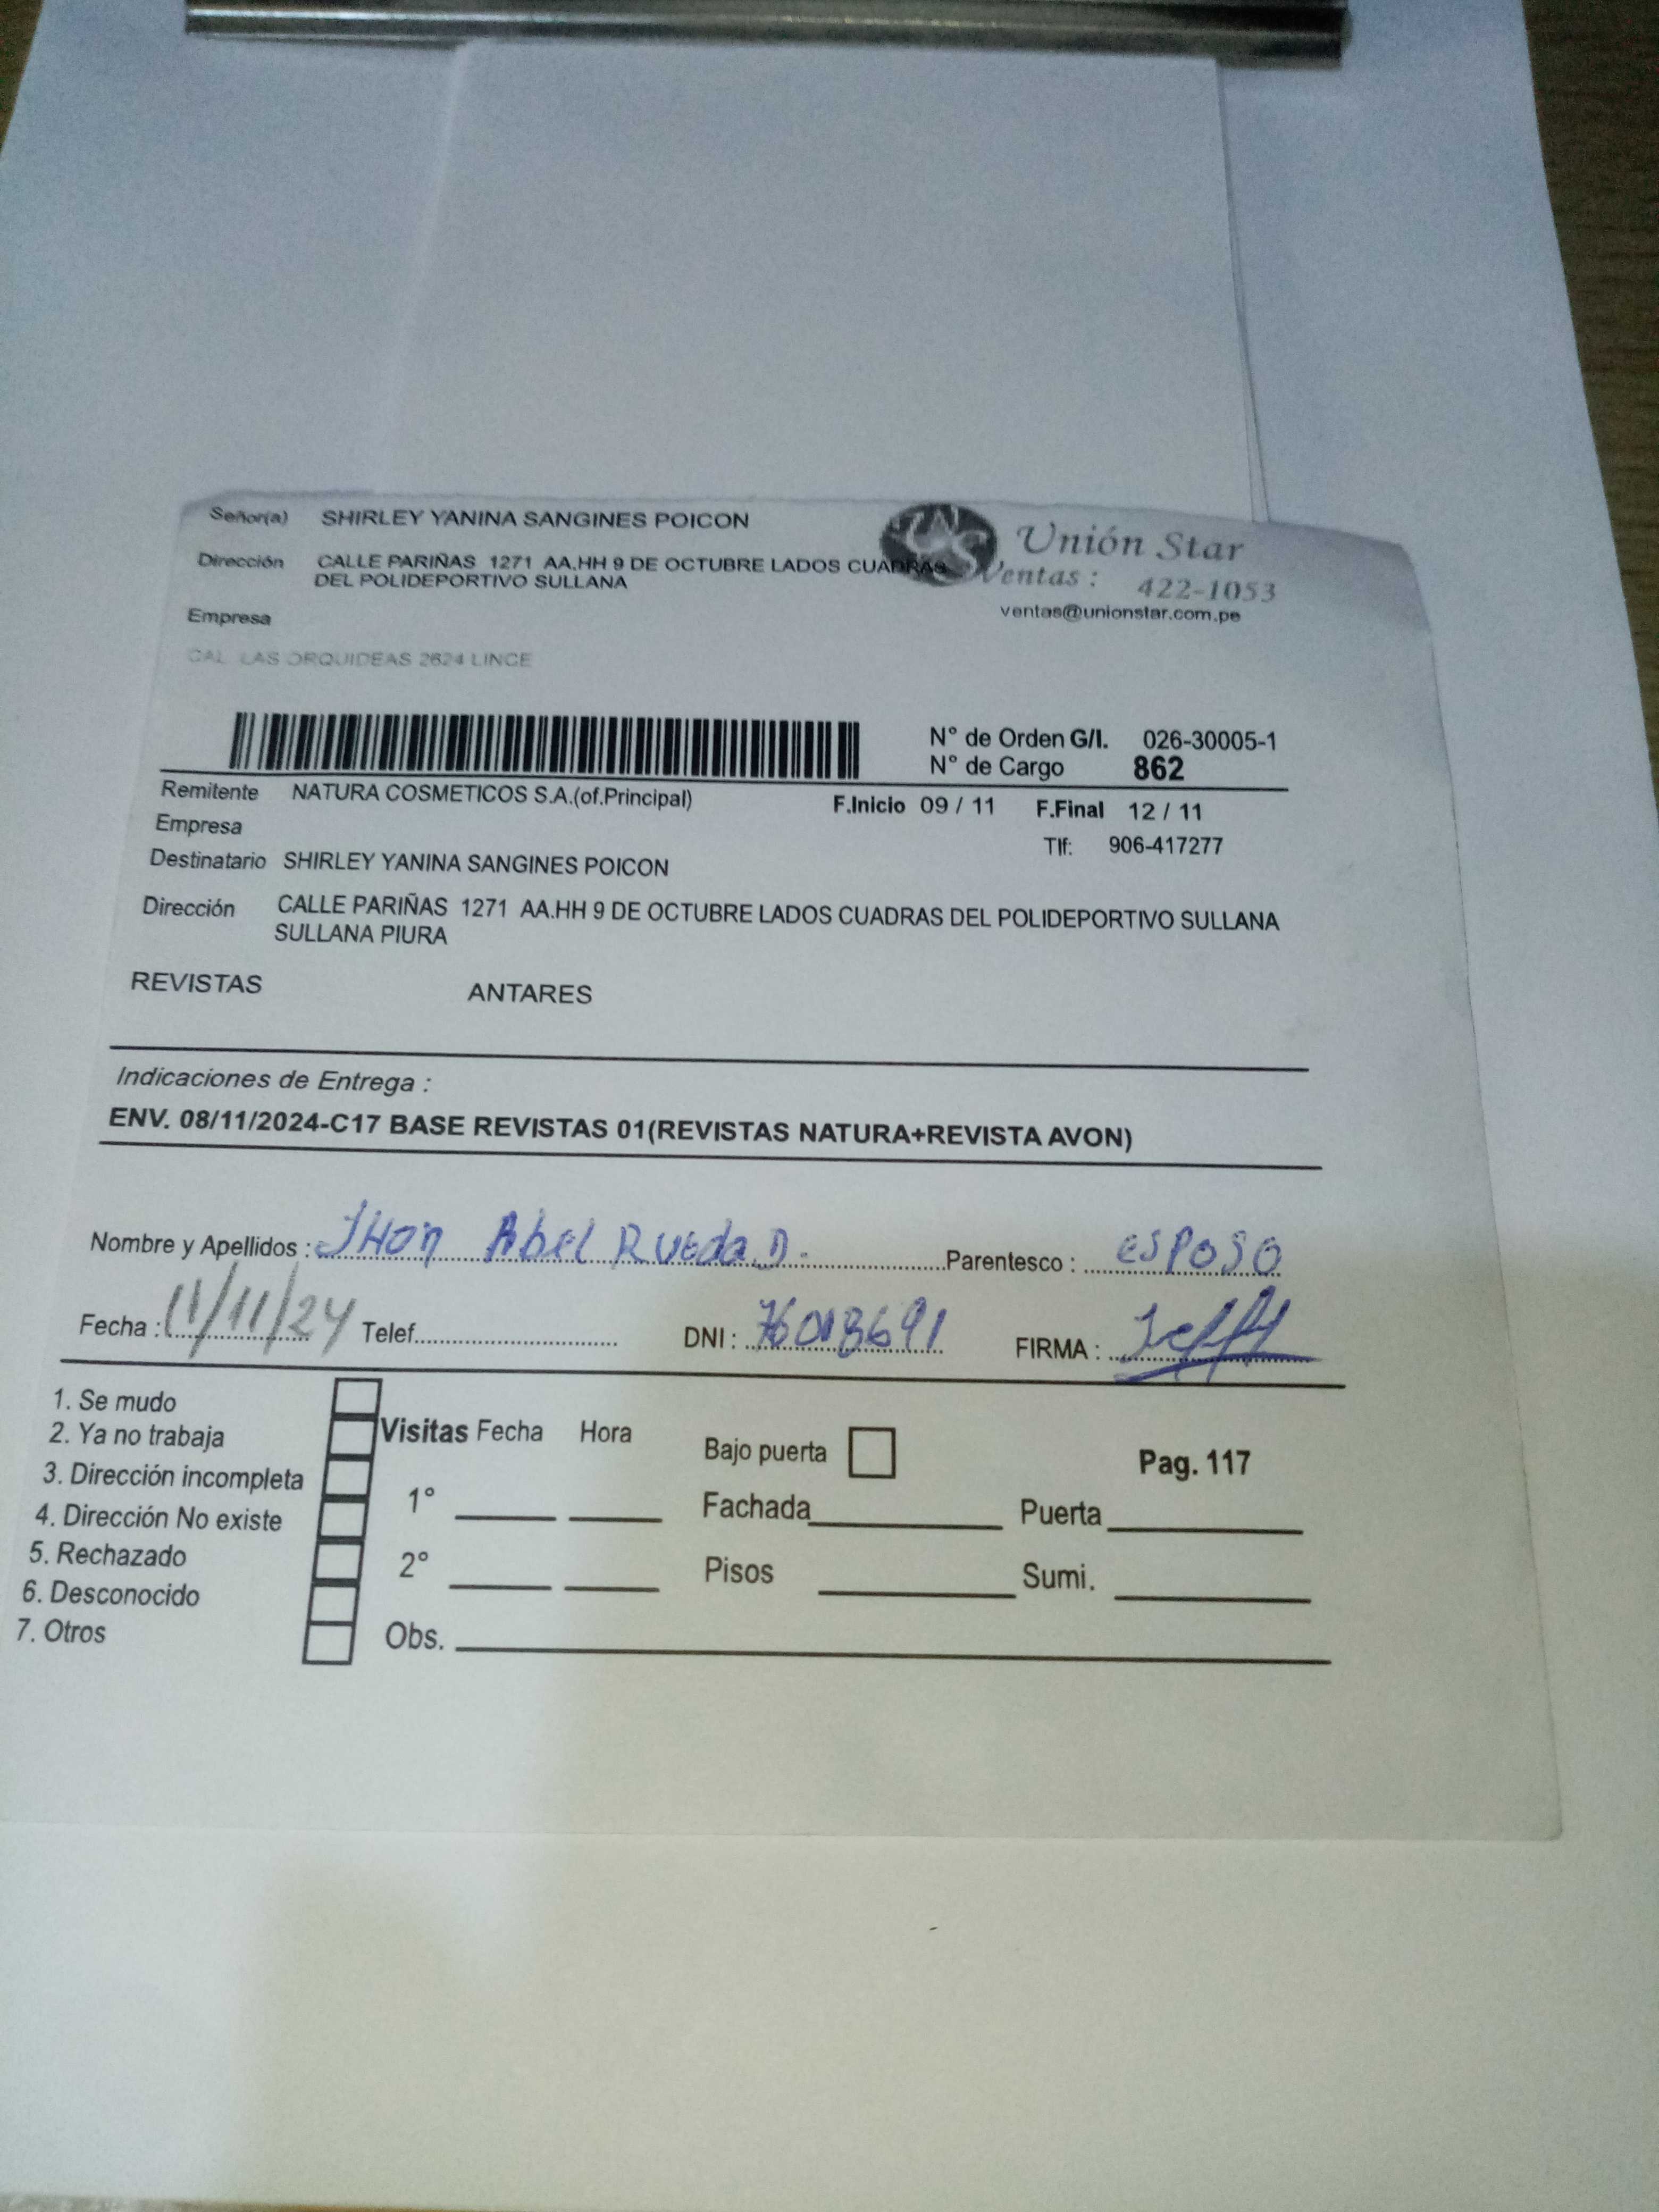 Señor(a) SHIRLEY YANINA SANGINES POICON
Unión Star
Dirección CALLE PARIÑAS 1271 AA.HH 9 DE OCTUBRE LADOS CUADRAS
DEL POLIDEPORTIVO SULLANA
Ventas : 422-1053
Empresa
ventas@unionstar.com.pe
CAL. LAS ORQUIDEAS 2624 LINCE
N° de Orden G/I. 026-30005-1
N° de Cargo 862
Remitente NATURA COSMETICOS S.A.(of.Principal) F.Inicio 09 / 11 F.Final 12 / 11
Empresa
Tlf: 906-417277
Destinatario SHIRLEY YANINA SANGINES POICON
Dirección CALLE PARIÑAS 1271 AA.HH 9 DE OCTUBRE LADOS CUADRAS DEL POLIDEPORTIVO SULLANA
SULLANA PIURA
REVISTAS ANTARES
Indicaciones de Entrega :
ENV. 08/11/2024-C17 BASE REVISTAS 01(REVISTAS NATURA+REVISTA AVON)
Nombre y Apellidos : JHon Abel Rueda D. Parentesco : esposo
Fecha : 11/11/24 Telef. DNI : 76018691 FIRMA :
1. Se mudo
2. Ya no trabaja
3. Dirección incompleta
4. Dirección No existe
5. Rechazado
6. Desconocido
7. Otros
Visitas Fecha Hora
1°
2°
Obs.
Bajo puerta
Pag. 117
Fachada Puerta
Pisos Sumi.